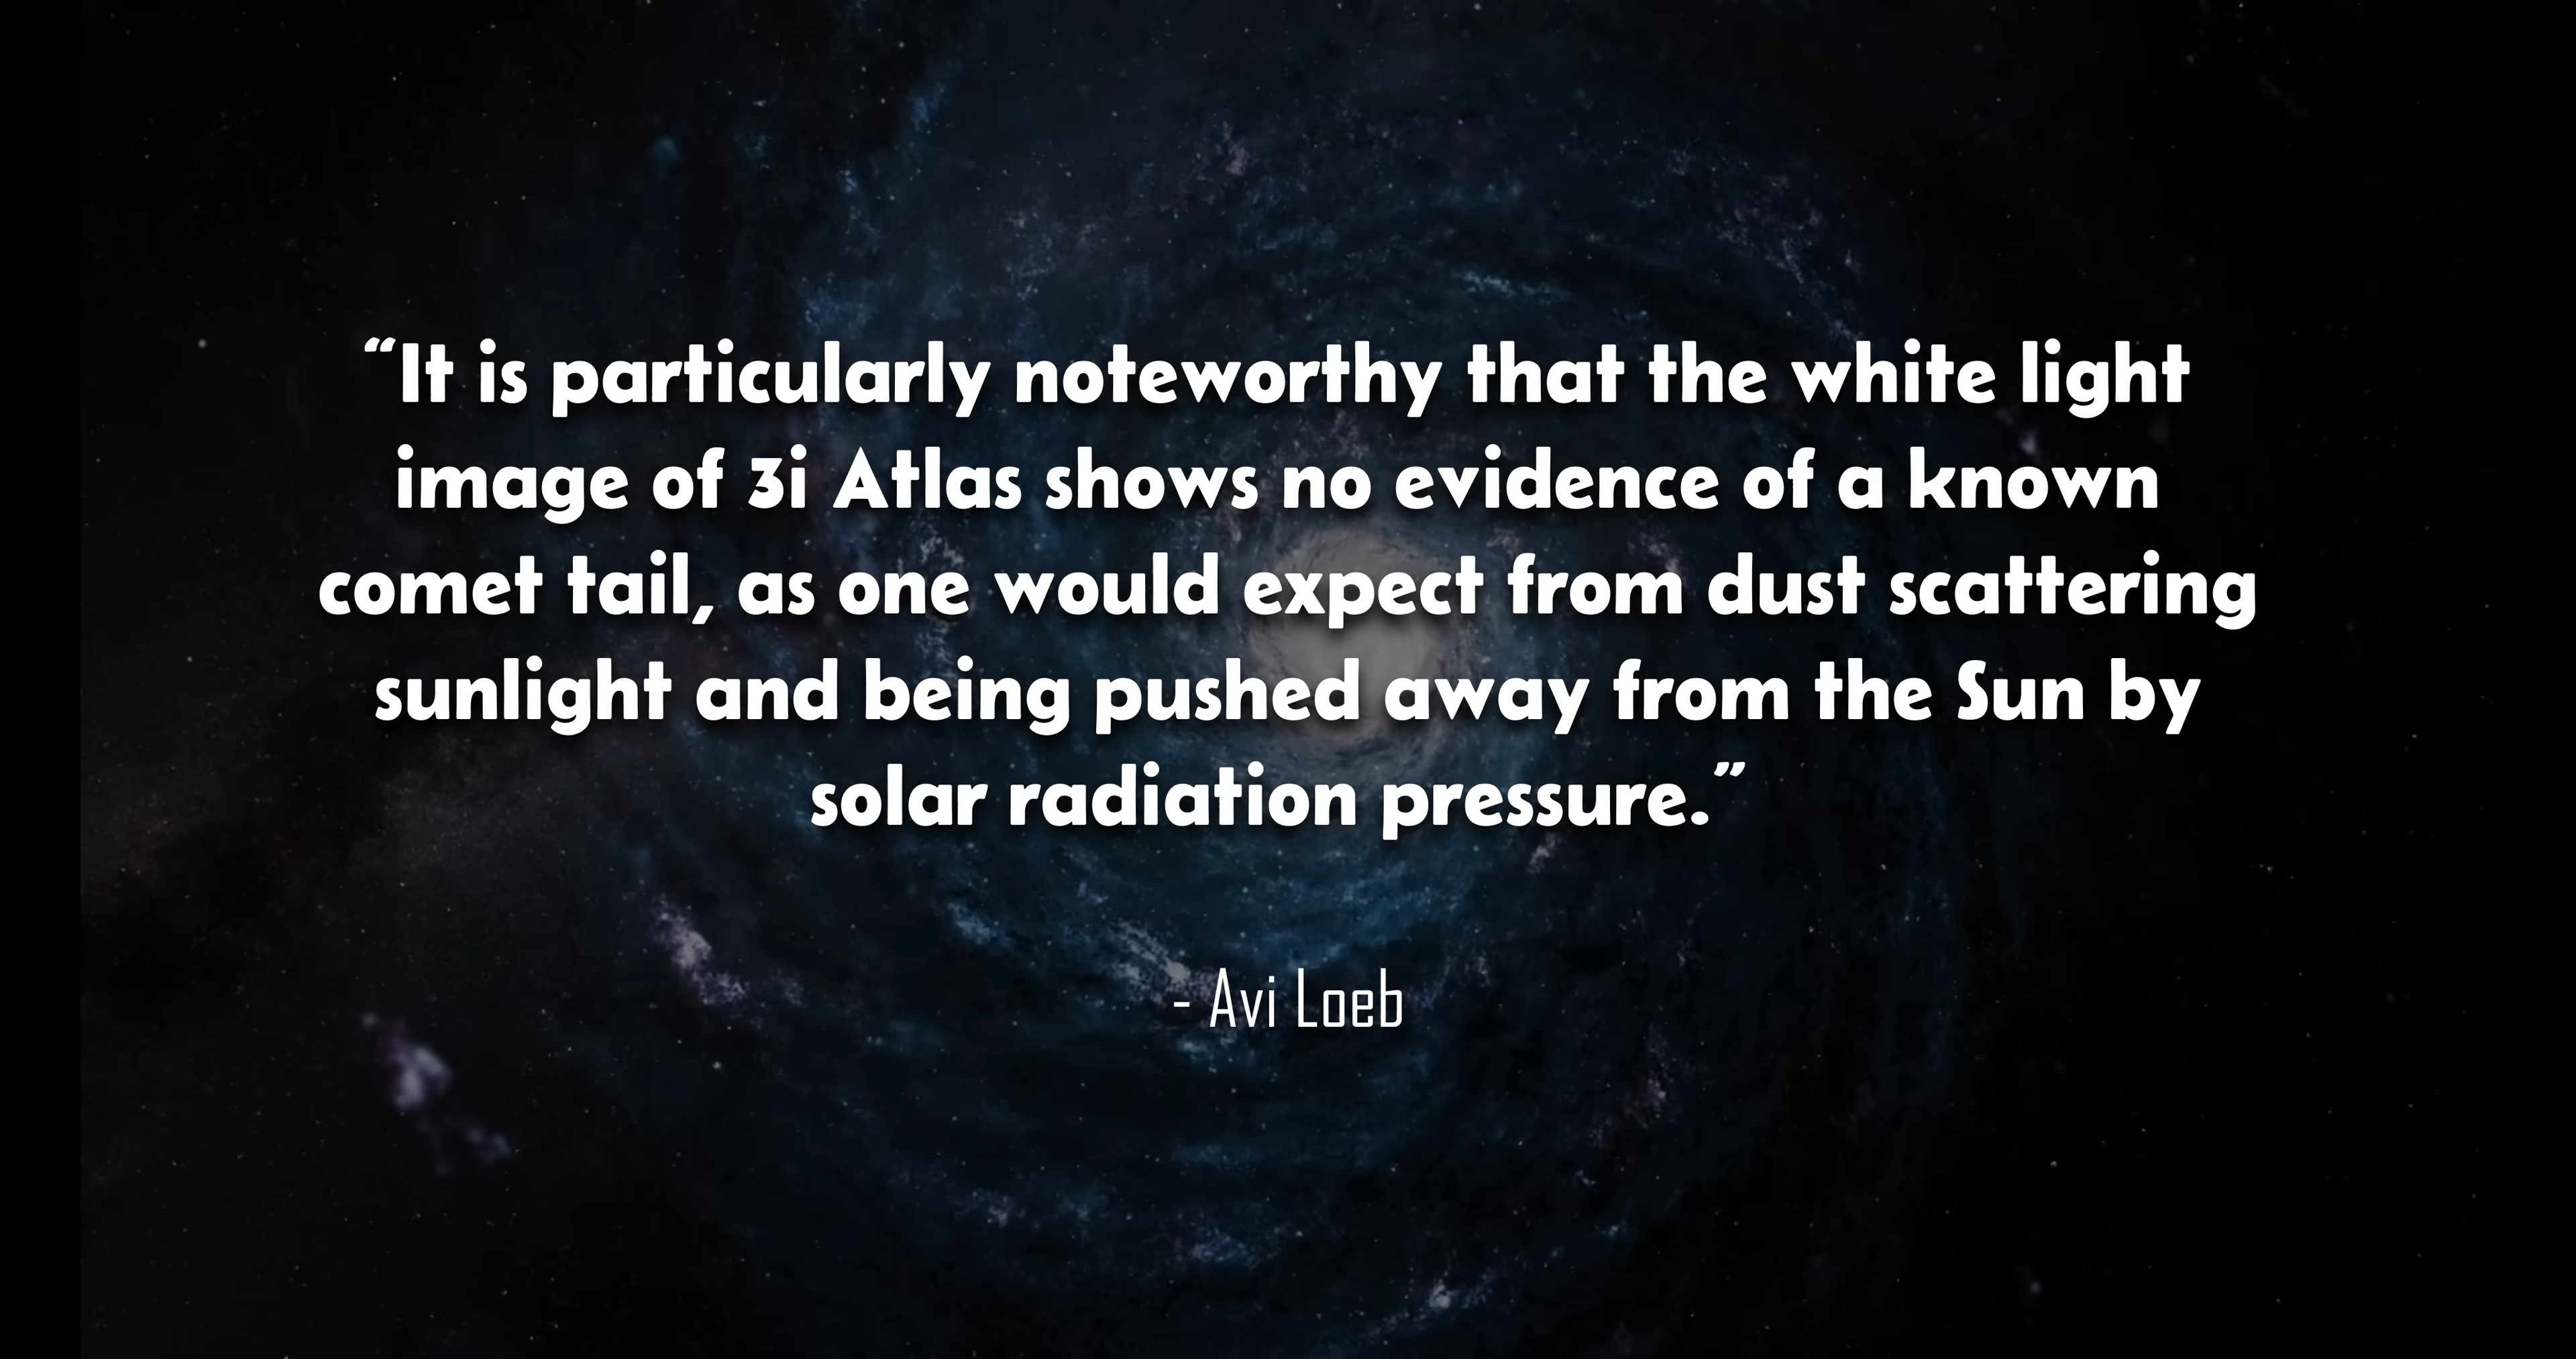 “It is particularly noteworthy that the white light
image of 3i Atlas shows no evidence of a known
comet tail, as one would expect from dust scattering
sunlight and being pushed away from the Sun by
solar radiation pressure.”
- Avi Loeb